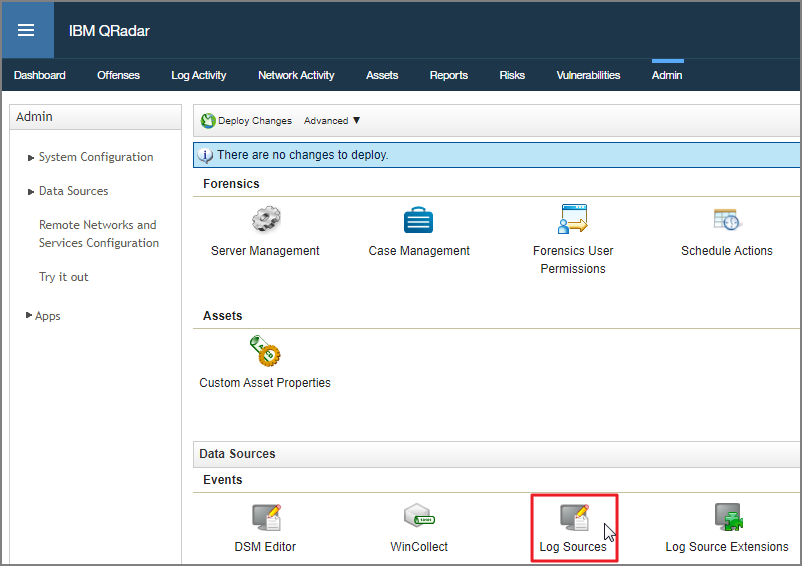 IBM QRadar
Dashboard Offenses Log Activity Network Activity Assets Reports Risks Vulnerabilities Admin
Admin
System Configuration
Data Sources
Remote Networks and
Services Configuration
Try it out
Apps
Deploy Changes Advanced ▼
There are no changes to deploy.
Forensics
Server Management Case Management Forensics User Schedule Actions
Permissions
Assets
Custom Asset Properties
Data Sources
Events
DSM Editor WinCollect Log Sources Log Source Extensions